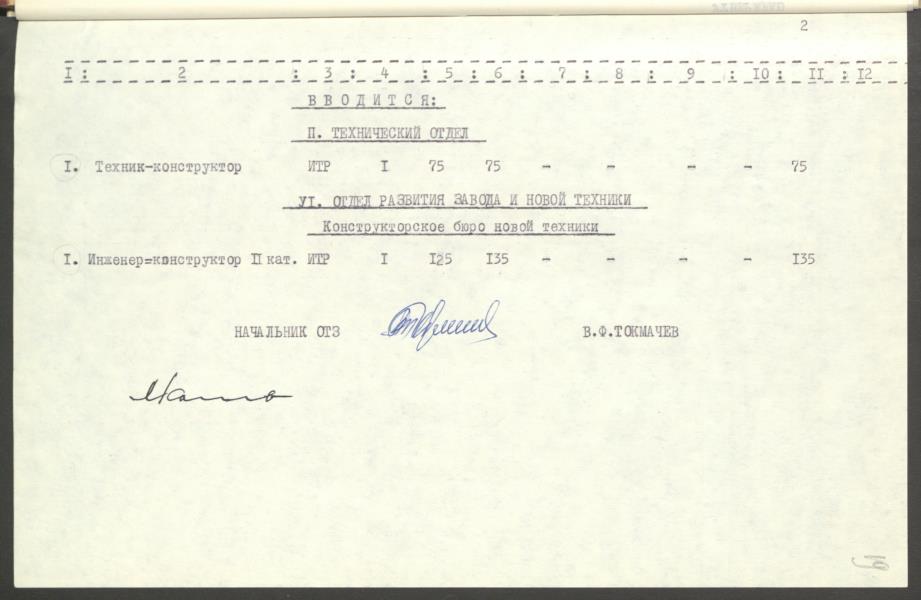 2
I : 2 : 3 : 4 : 5 : 6 : 7 : 8 : 9 : 10 : II : I2
ВВОДИТСЯ:
П. ТЕХНИЧЕСКИЙ ОТДЕЛ
I. Техник-конструктор ИТР I 75 75 - - - - 75
УI. ОТДЕЛ РАЗВИТИЯ ЗАВОДА И НОВОЙ ТЕХНИКИ
Конструкторское бюро новой техники
I. Инженер=конструктор П кат. ИТР I I25 I35 - - - - I35
НАЧАЛЬНИК ОТЗ В.Ф.ТОКМАЧЕВ